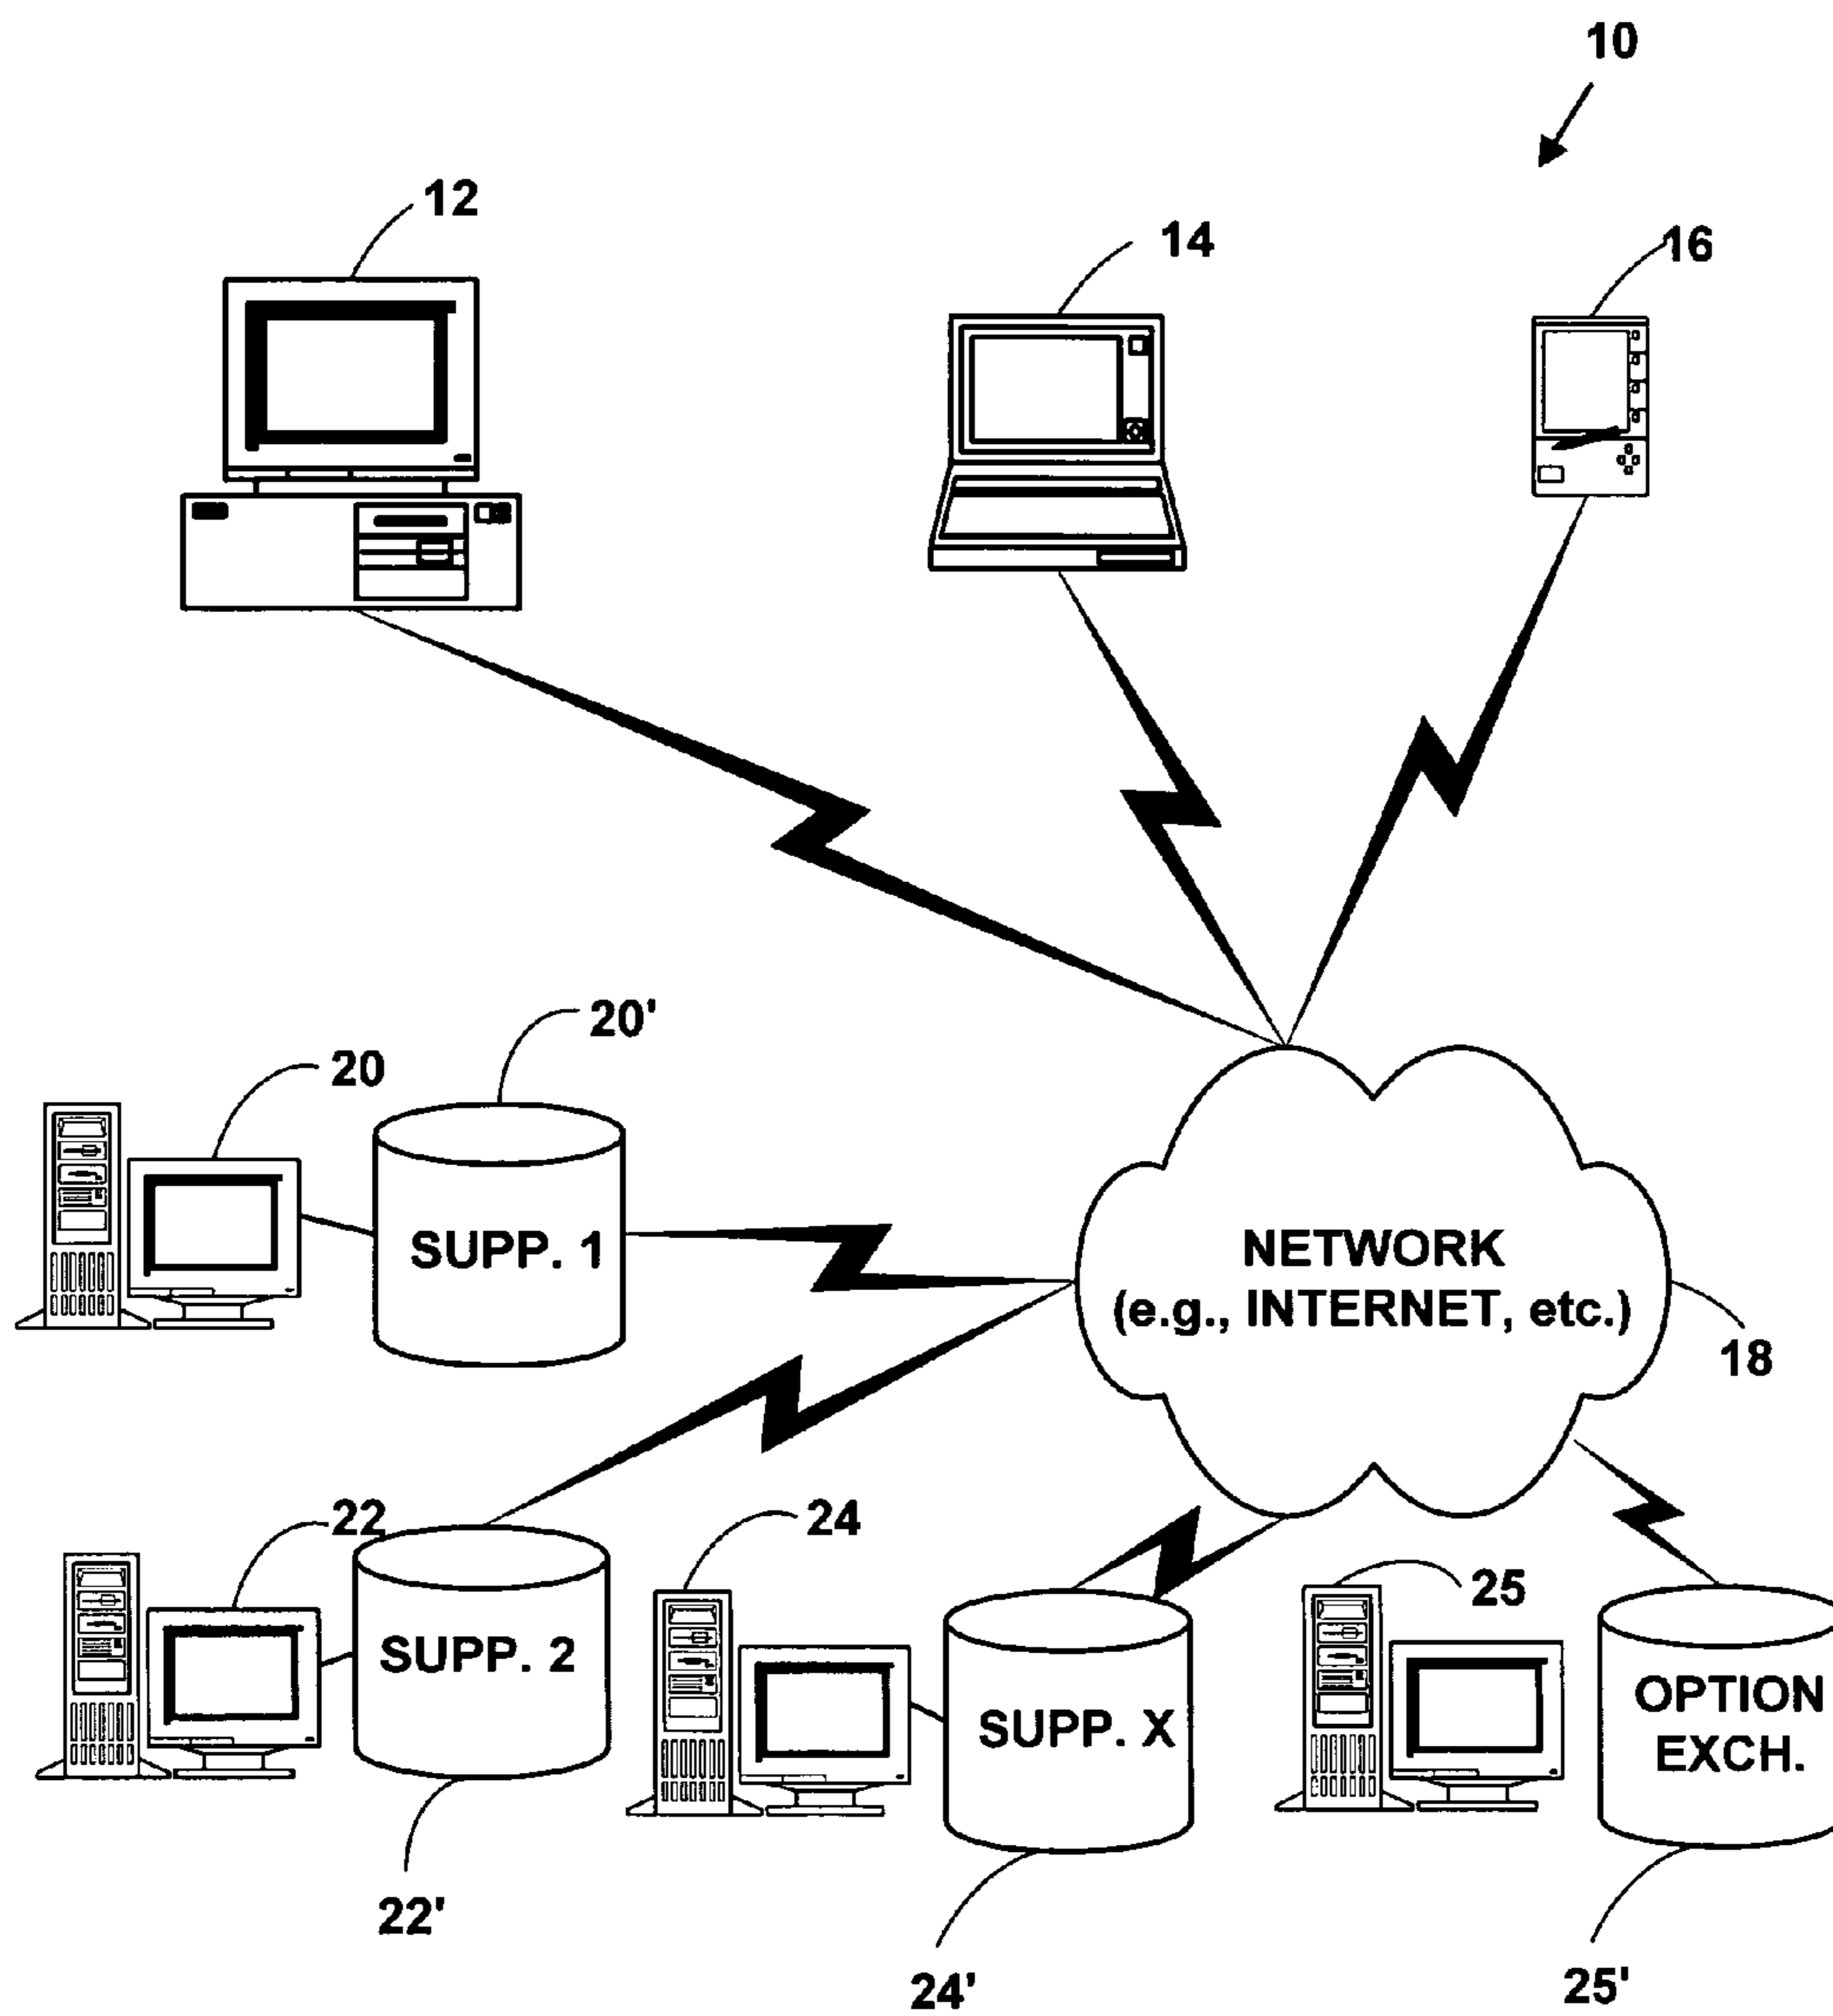 10
12
14
16
20'
20
SUPP. 1
NETWORK
(e.g., INTERNET, etc.)
18
22
24
25
SUPP. 2
SUPP. X
OPTION
EXCH.
22'
24'
25'